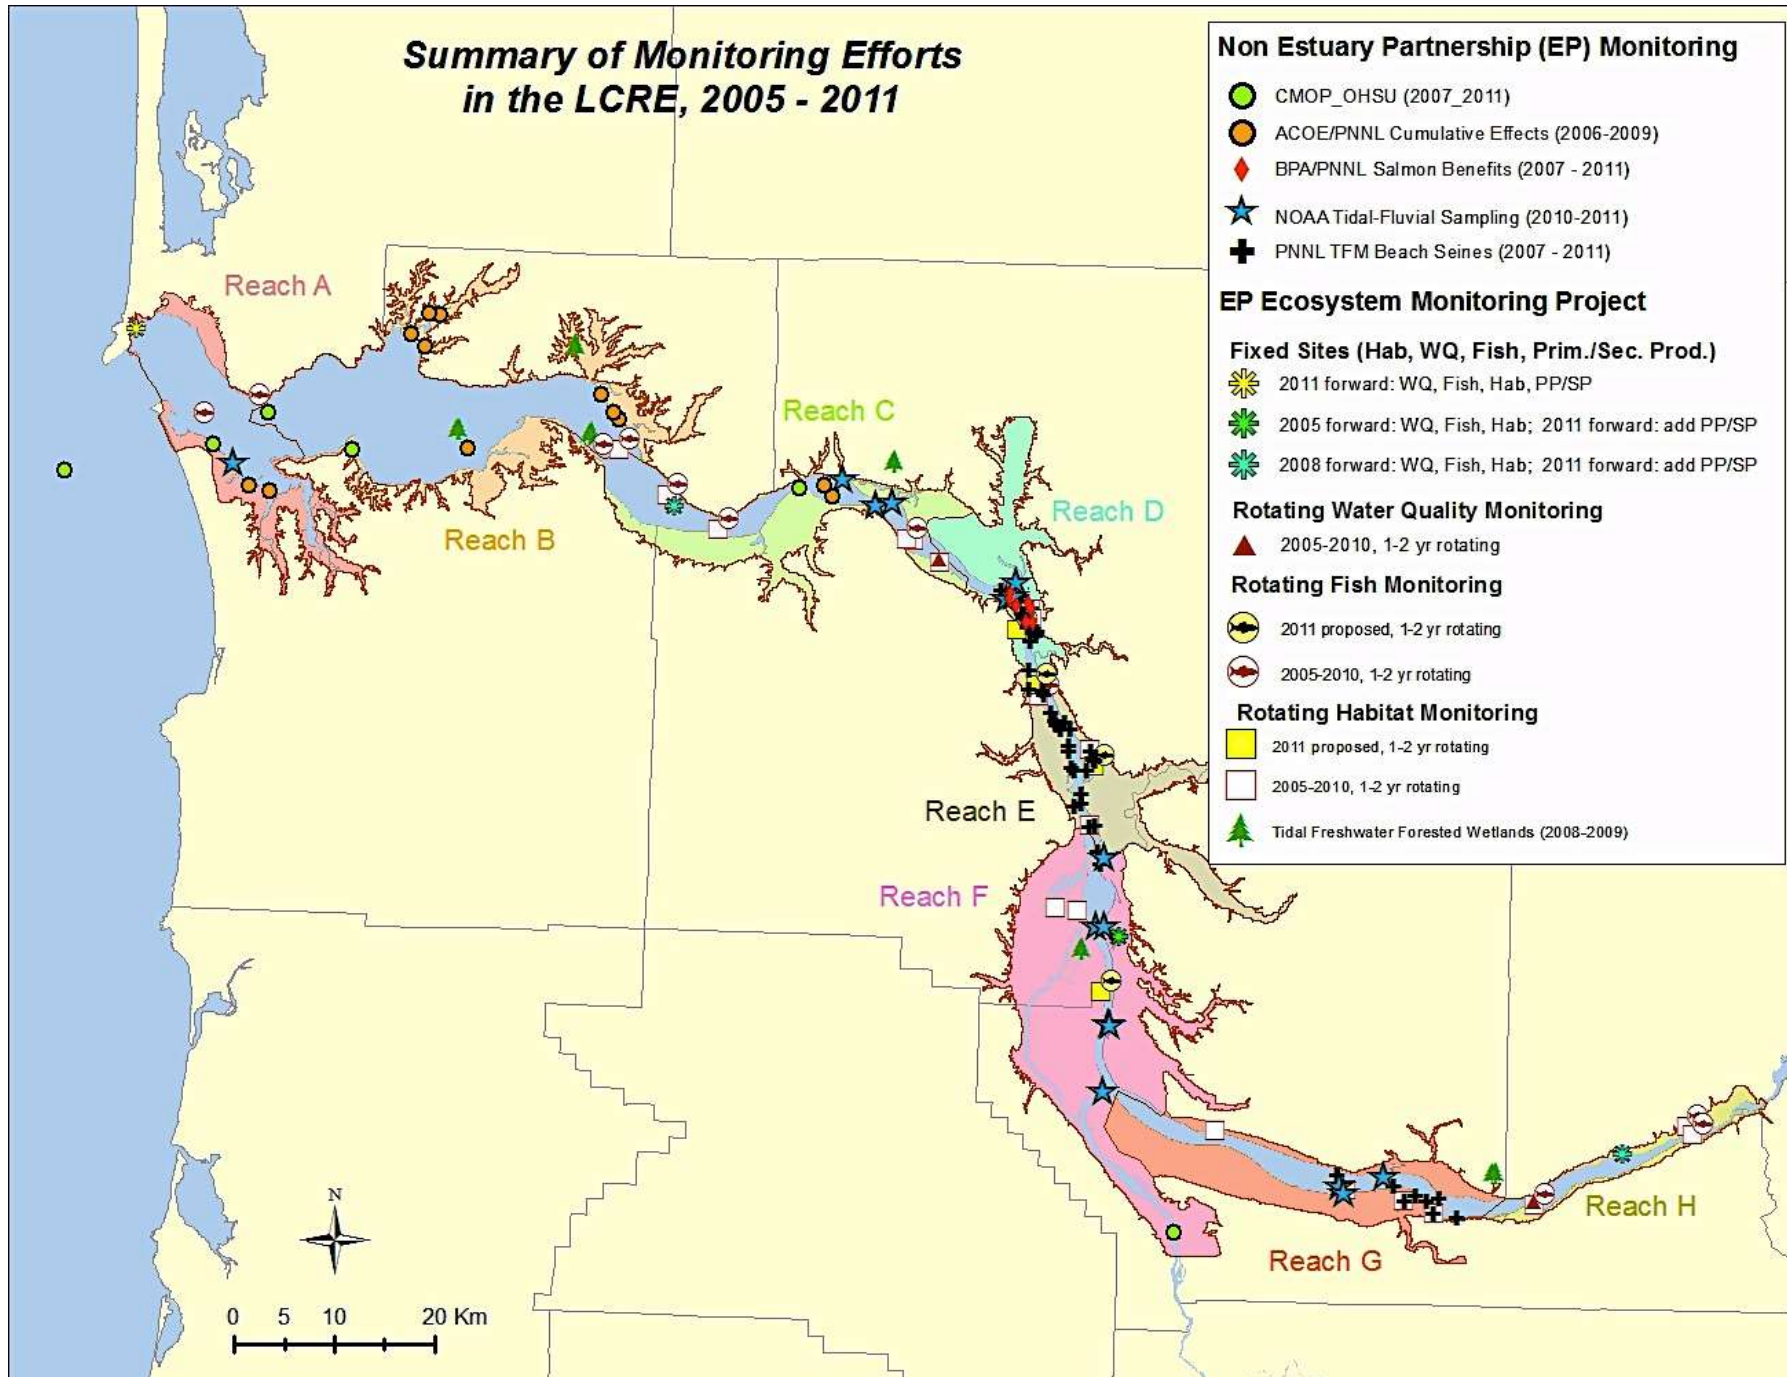 Summary of Monitoring Efforts
in the LCRE, 2005 - 2011
Non Estuary Partnership (EP) Monitoring
CMOP_OHSU (2007_2011)
ACOE/PNNL Cumulative Effects (2006-2009)
BPA/PNNL Salmon Benefits (2007 - 2011)
NOAA Tidal-Fluvial Sampling (2010-2011)
PNNL TFM Beach Seines (2007 - 2011)
EP Ecosystem Monitoring Project
Fixed Sites (Hab, WQ, Fish, Prim./Sec. Prod.)
2011 forward: WQ, Fish, Hab, PP/SP
2005 forward: WQ, Fish, Hab; 2011 forward: add PP/SP
2008 forward: WQ, Fish, Hab; 2011 forward: add PP/SP
Rotating Water Quality Monitoring
2005-2010, 1-2 yr rotating
Rotating Fish Monitoring
2011 proposed, 1-2 yr rotating
2005-2010, 1-2 yr rotating
Rotating Habitat Monitoring
2011 proposed, 1-2 yr rotating
2005-2010, 1-2 yr rotating
Tidal Freshwater Forested Wetlands (2008-2009)
Reach A
Reach B
Reach C
Reach D
Reach E
Reach F
Reach G
Reach H
N
0 5 10 20 Km